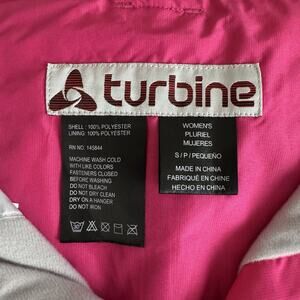 turbine
SHELL: 100% POLYESTER
LINING: 100% POLYESTER
RN NO: 145844
MACHINE WASH COLD
WITH LIKE COLORS
FASTENERS CLOSED
BEFORE WASHING
DO NOT BLEACH
DO NOT DRY CLEAN
DRY ON A HANGER
DO NOT IRON
30
WOMEN'S
PLURIEL
MUJERES
S / P / PEQUEÑO
MADE IN CHINA
FABRIQUÉ EN CHINE
HECHO EN CHINA